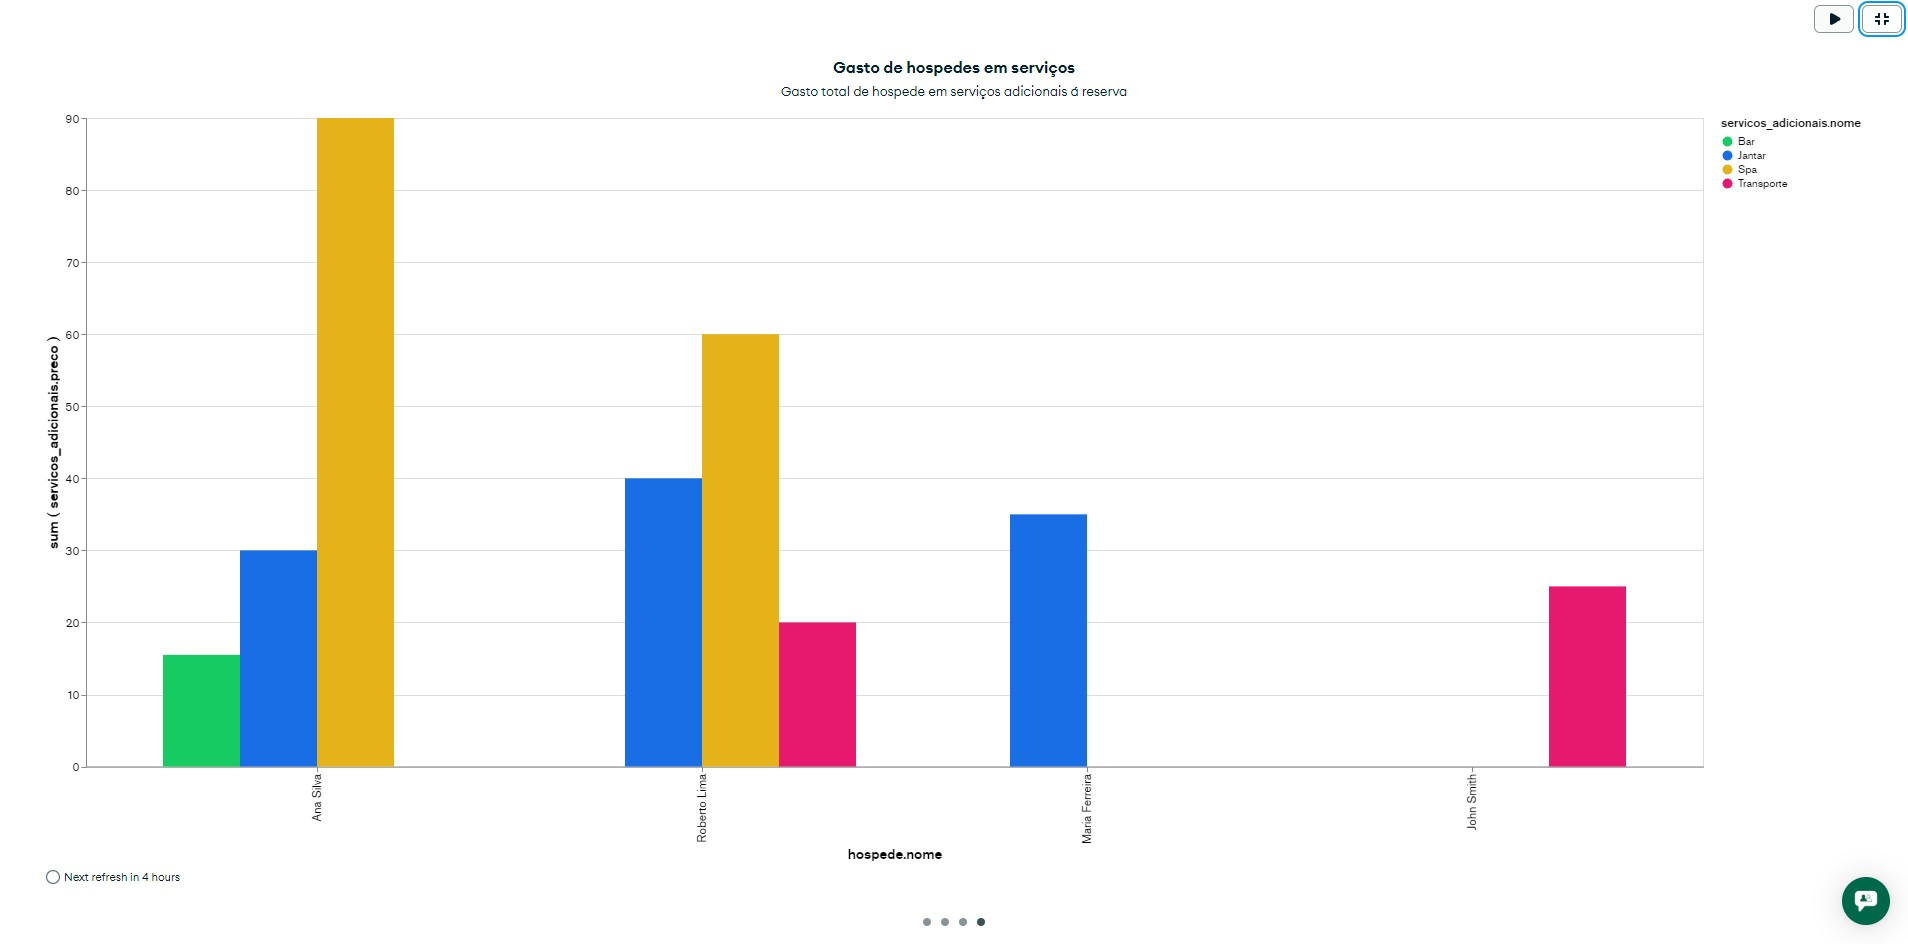 Gasto de hospedes em serviços
Gasto total de hospede em serviços adicionais á reserva
servicos_adicionais.nome
Bar
Jantar
Spa
Transporte
sum ( servicos_adicionais.preco )
90
80
70
60
50
40
30
20
10
0
Ana Silva
Roberto Lima
Maria Ferreira
John Smith
hospede.nome
Next refresh in 4 hours